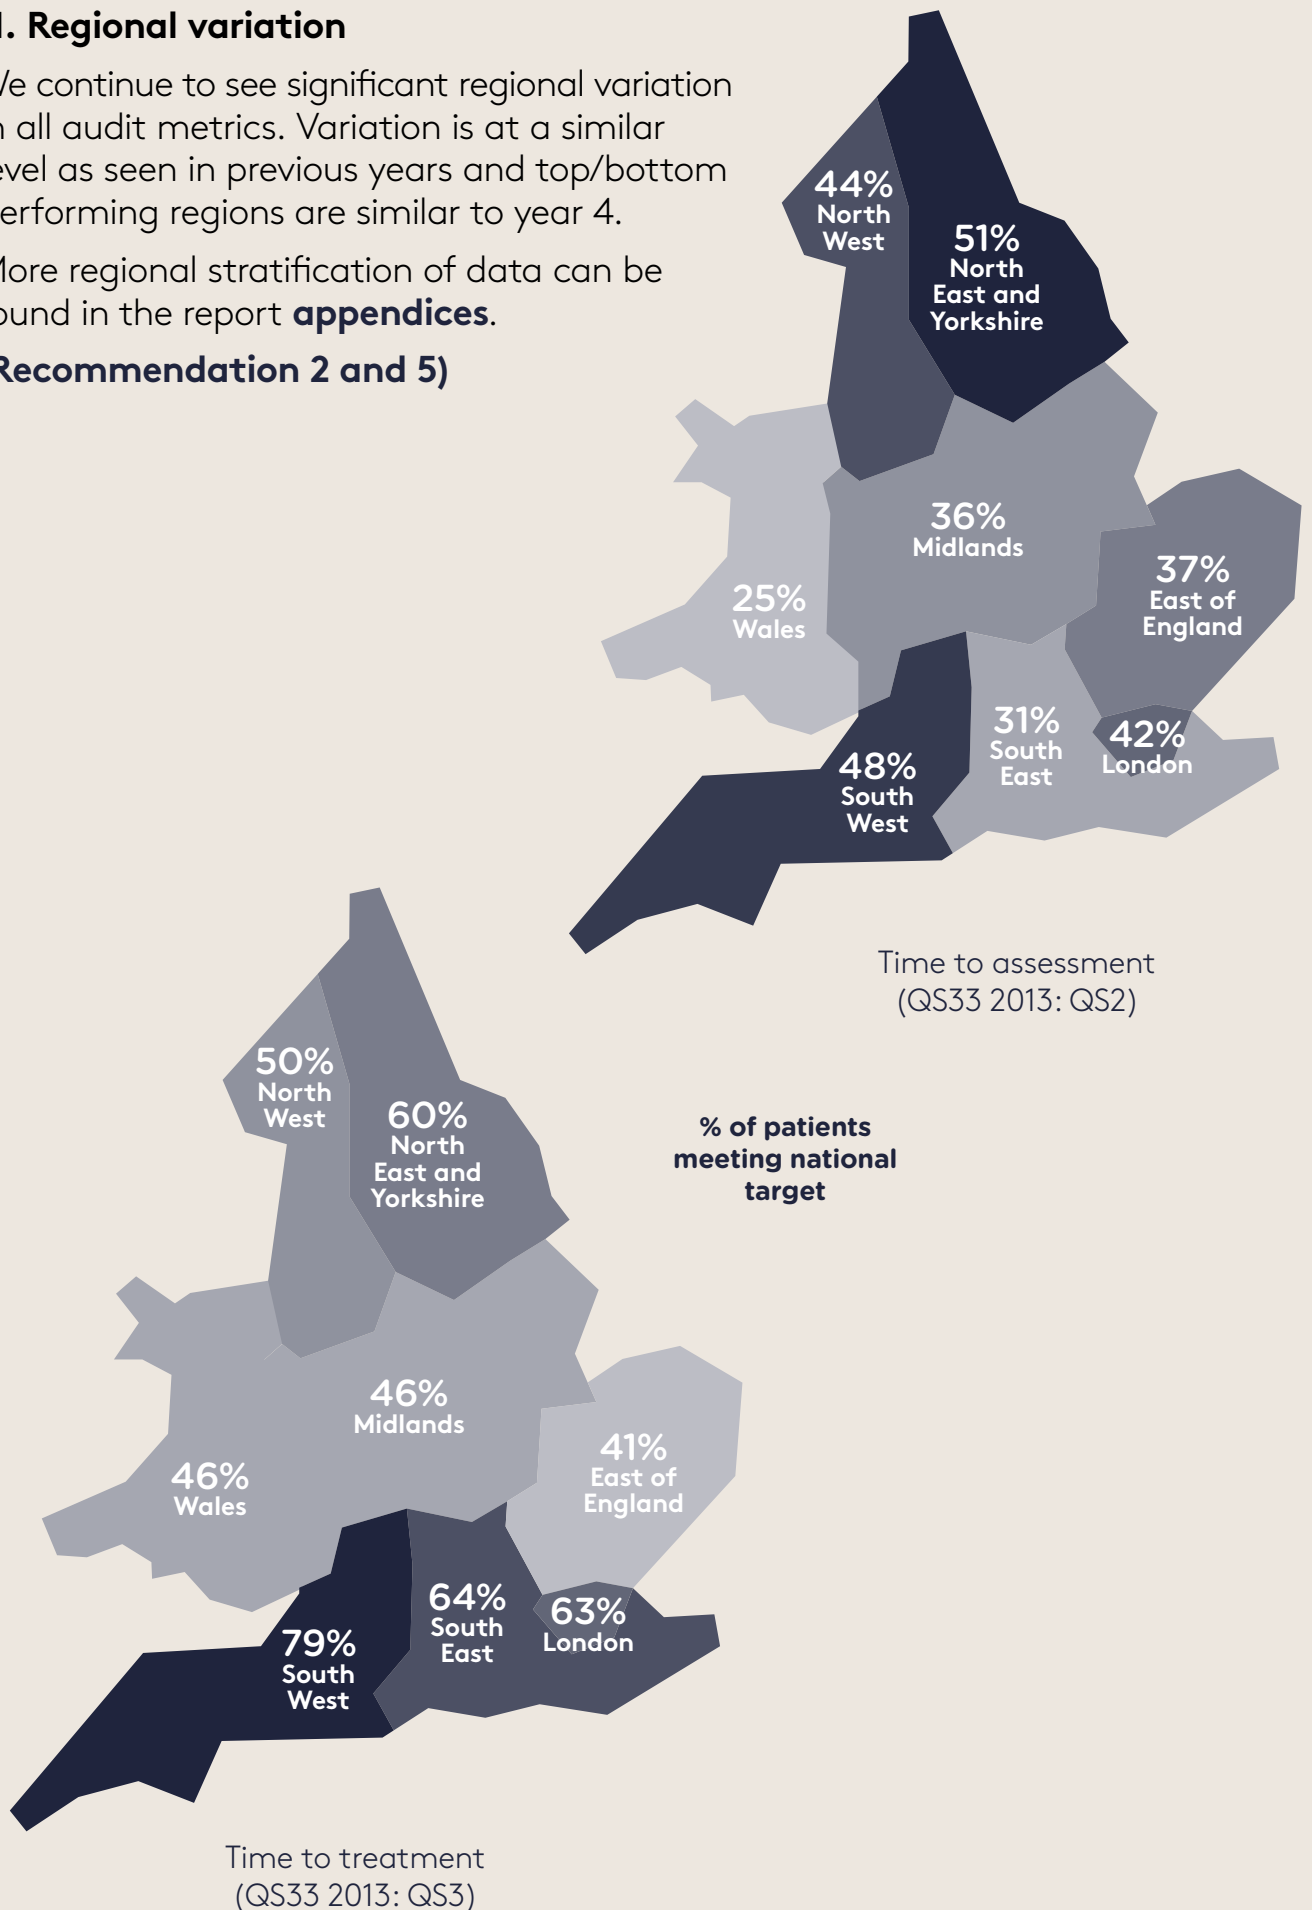 . Regional variation
e continue to see significant regional variation
all audit metrics. Variation is at a similar
evel as seen in previous years and top/bottom
erforming regions are similar to year 4.
ore regional stratification of data can be
ound in the report appendices.
Recommendation 2 and 5)
44%
North
West
51%
North
East and
Yorkshire
36%
Midlands
37%
East of
England
25%
Wales
31%
South
East
42%
London
48%
South
West
Time to assessment
(QS33 2013: QS2)
50%
North
West
60%
North
East and
Yorkshire
% of patients
meeting national
target
46%
Midlands
41%
East of
England
46%
Wales
64%
South
East
63%
London
79%
South
West
Time to treatment
(QS33 2013: QS3)